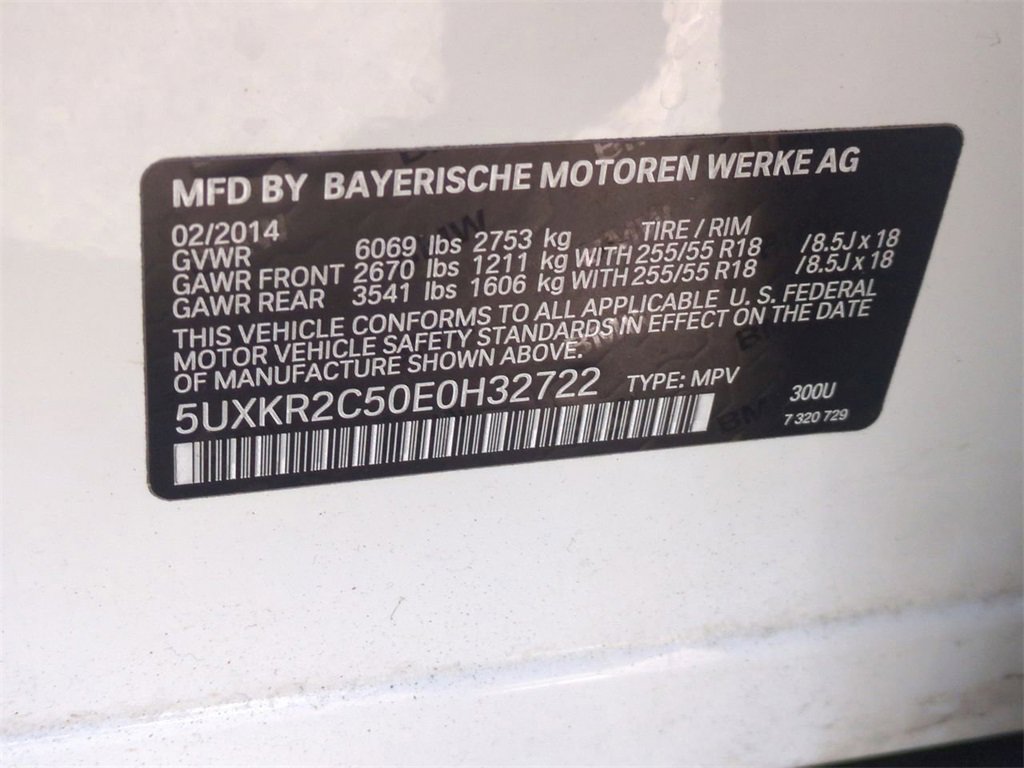 MFD BY BAYERISCHE MOTOREN WERKE AG
02/2014 TIRE / RIM
GVWR 6069 lbs 2753 kg
GAWR FRONT 2670 lbs 1211 kg WITH 255/55 R18 /8.5J x 18
GAWR REAR 3541 lbs 1606 kg WITH 255/55 R18 /8.5J x 18
THIS VEHICLE CONFORMS TO ALL APPLICABLE U. S. FEDERAL
MOTOR VEHICLE SAFETY STANDARDS IN EFFECT ON THE DATE
OF MANUFACTURE SHOWN ABOVE.
5UXKR2C50E0H32722 TYPE: MPV 300U
7 320 729